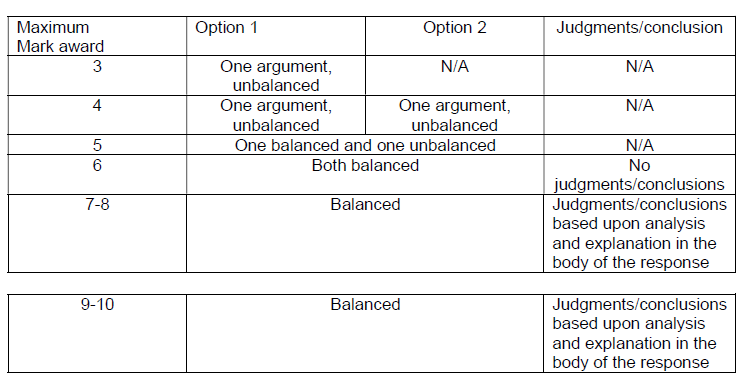 Maximum Mark award Option 1 Option 2 Judgments/conclusion
3 One argument, unbalanced N/A N/A
4 One argument, unbalanced One argument, unbalanced N/A
5 One balanced and one unbalanced N/A
6 Both balanced No judgments/conclusions
7-8 Balanced Judgments/conclusions
based upon analysis
and explanation in the
body of the response
9-10 Balanced Judgments/conclusions
based upon analysis
and explanation in the
body of the response